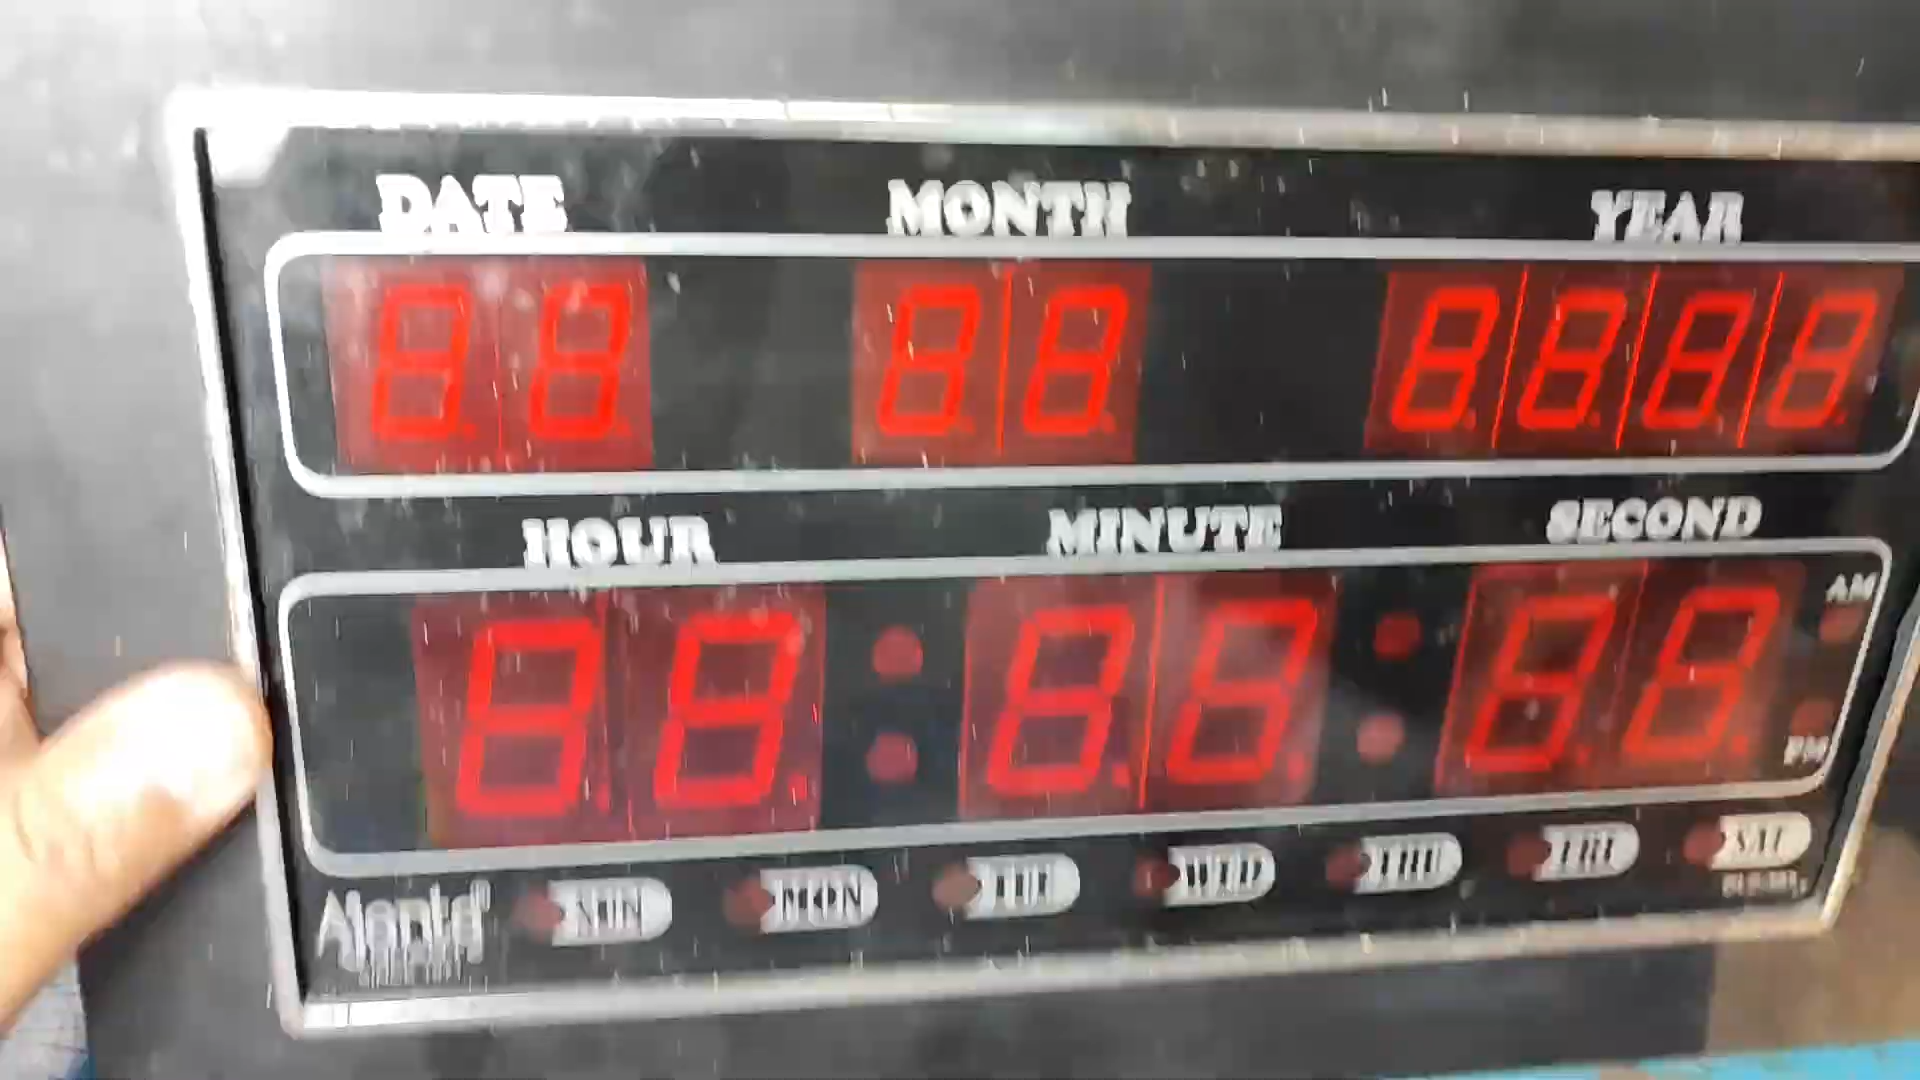 DATE MONTH YEAR
88 88 8888
HOUR MINUTE SECOND
88 : 88 : 88
AM
PM
SUN MON TUE WED THU FRI SAT